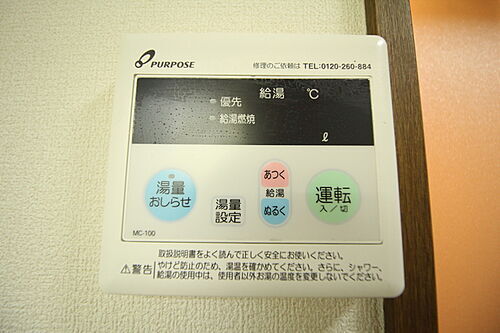 PURPOSE
修理のご依頼は TEL:0120-260-884
給湯 ℃
優先
給湯燃焼
ℓ
湯量
おしらせ
湯量
設定
あつく
給湯
ぬるく
運転
入/切
MC-100
取扱説明書をよく読んで正しく安全にお使いください。
⚠警告
やけど防止のため、湯温を確かめてください。さらに、シャワー、
給湯の使用中は、使用者以外お湯の温度を変更しないでください。